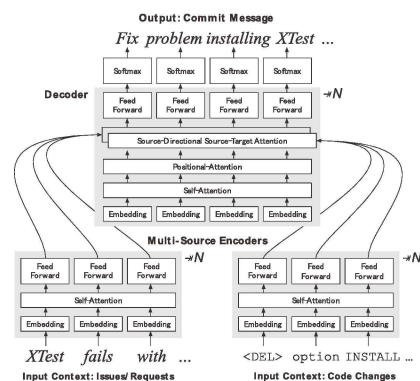 Output: Commit Message
Fix problem installing XTest ...
Softmax Softmax Softmax Softmax
Decoder
→N
Feed Forward Feed Forward Feed Forward Feed Forward
Source-Directional Source-Target Attention
Positional-Attention
Self-Attention
Embedding Embedding Embedding Embedding
Multi-Source Encoders
→N
Feed Forward Feed Forward Feed Forward
Self-Attention
Embedding Embedding Embedding
XTest fails with ...
Input Context: Issues/Requests
→N
Feed Forward Feed Forward Feed Forward
Self-Attention
Embedding Embedding Embedding
<DEL> option INSTALL ...
Input Context: Code Changes